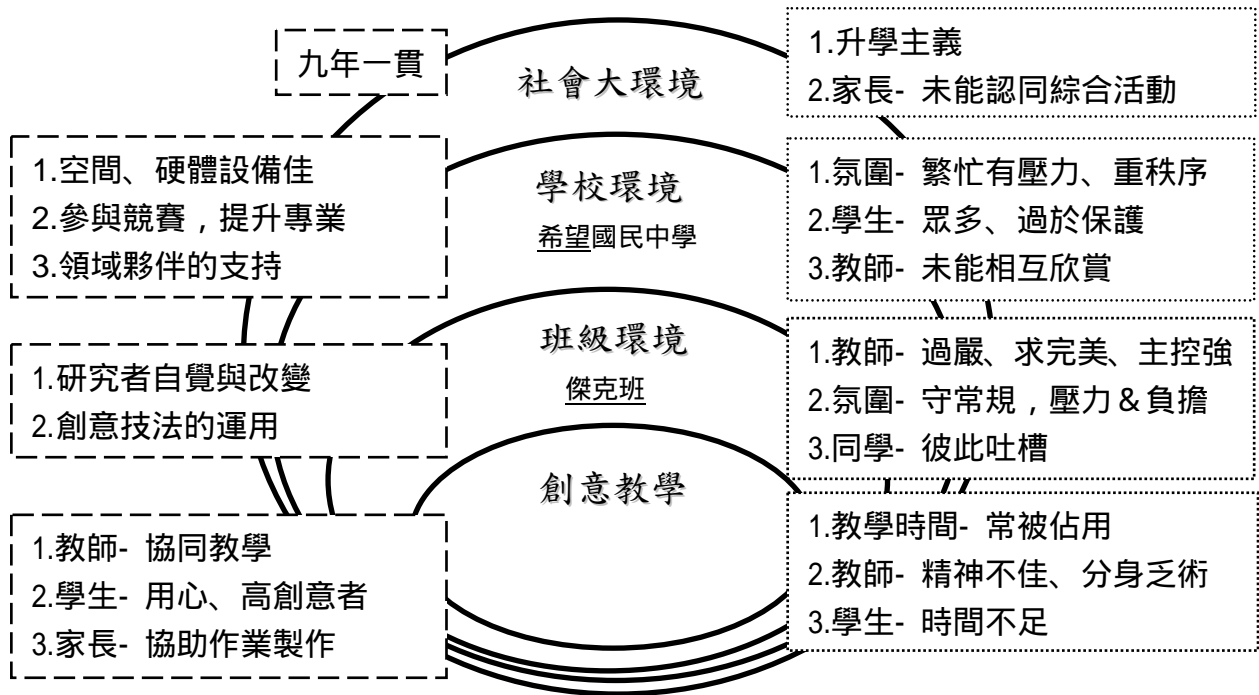 九年一貫
社會大環境
1.升學主義
2.家長- 未能認同綜合活動
1.空間、硬體設備佳
2.參與競賽，提升專業
3.領域夥伴的支持
學校環境
希望國民中學
1.氛圍- 繁忙有壓力、重秩序
2.學生- 眾多、過於保護
3.教師- 未能相互欣賞
1.研究者自覺與改變
2.創意技法的運用
班級環境
傑克班
1.教師- 過嚴、求完美、主控強
2.氛圍- 守常規，壓力＆負擔
3.同學- 彼此吐槽
創意教學
1.教師- 協同教學
2.學生- 用心、高創意者
3.家長- 協助作業製作
1.教學時間- 常被佔用
2.教師- 精神不佳、分身乏術
3.學生- 時間不足